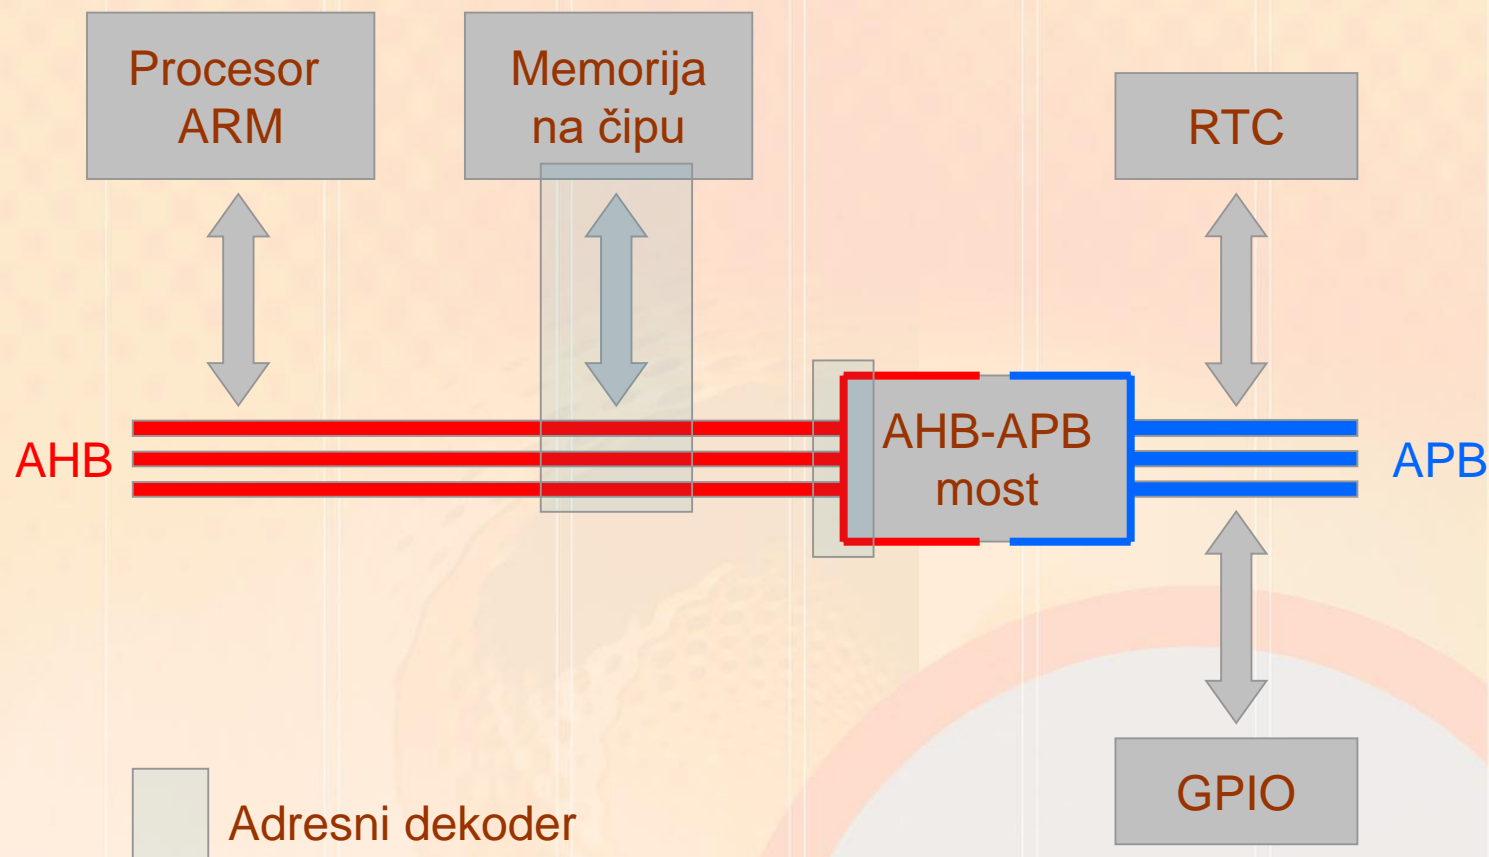 Procesor
ARM
Memorija
na čipu
RTC
AHB
AHB-APB
most
APB
GPIO
Adresni dekoder